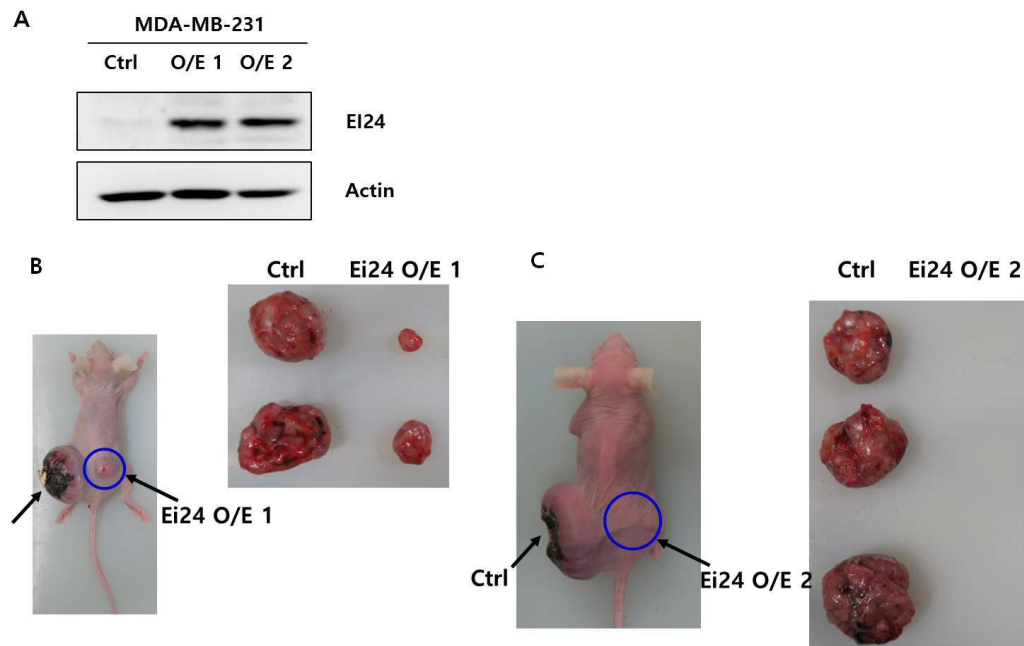 A
MDA-MB-231
Ctrl O/E 1 O/E 2
EI24
Actin
B
Ctrl Ei24 O/E 1
Ei24 O/E 1
C
Ctrl Ei24 O/E 2
Ctrl
Ei24 O/E 2